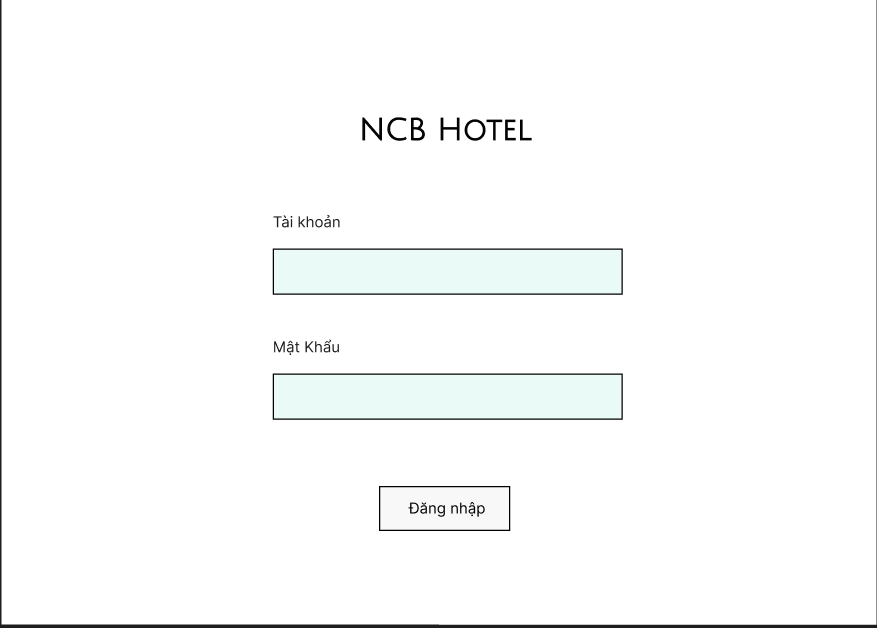 NCB Hotel
Tài khoản
Mật Khẩu
Đăng nhập